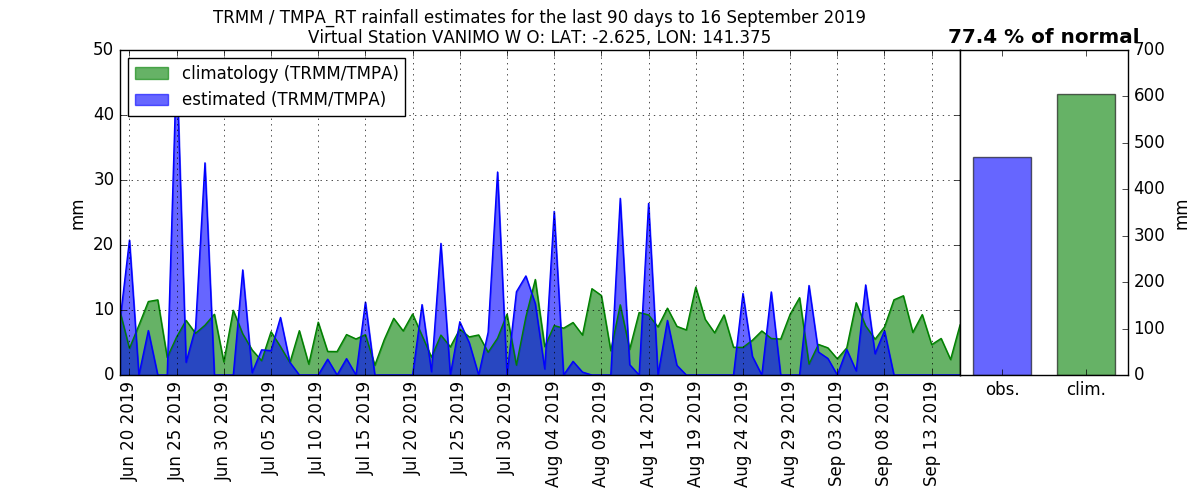 TRMM / TMPA_RT rainfall estimates for the last 90 days to 16 September 2019
Virtual Station VANIMO W O: LAT: -2.625, LON: 141.375
77.4 % of normal
climatology (TRMM/TMPA)
estimated (TRMM/TMPA)
50
40
30
20
10
0
mm
Jun 20 2019
Jun 25 2019
Jun 30 2019
Jul 05 2019
Jul 10 2019
Jul 15 2019
Jul 20 2019
Jul 25 2019
Jul 30 2019
Aug 04 2019
Aug 09 2019
Aug 14 2019
Aug 19 2019
Aug 24 2019
Aug 29 2019
Sep 03 2019
Sep 08 2019
Sep 13 2019
obs.
clim.
700
600
500
400
300
200
100
0
mm